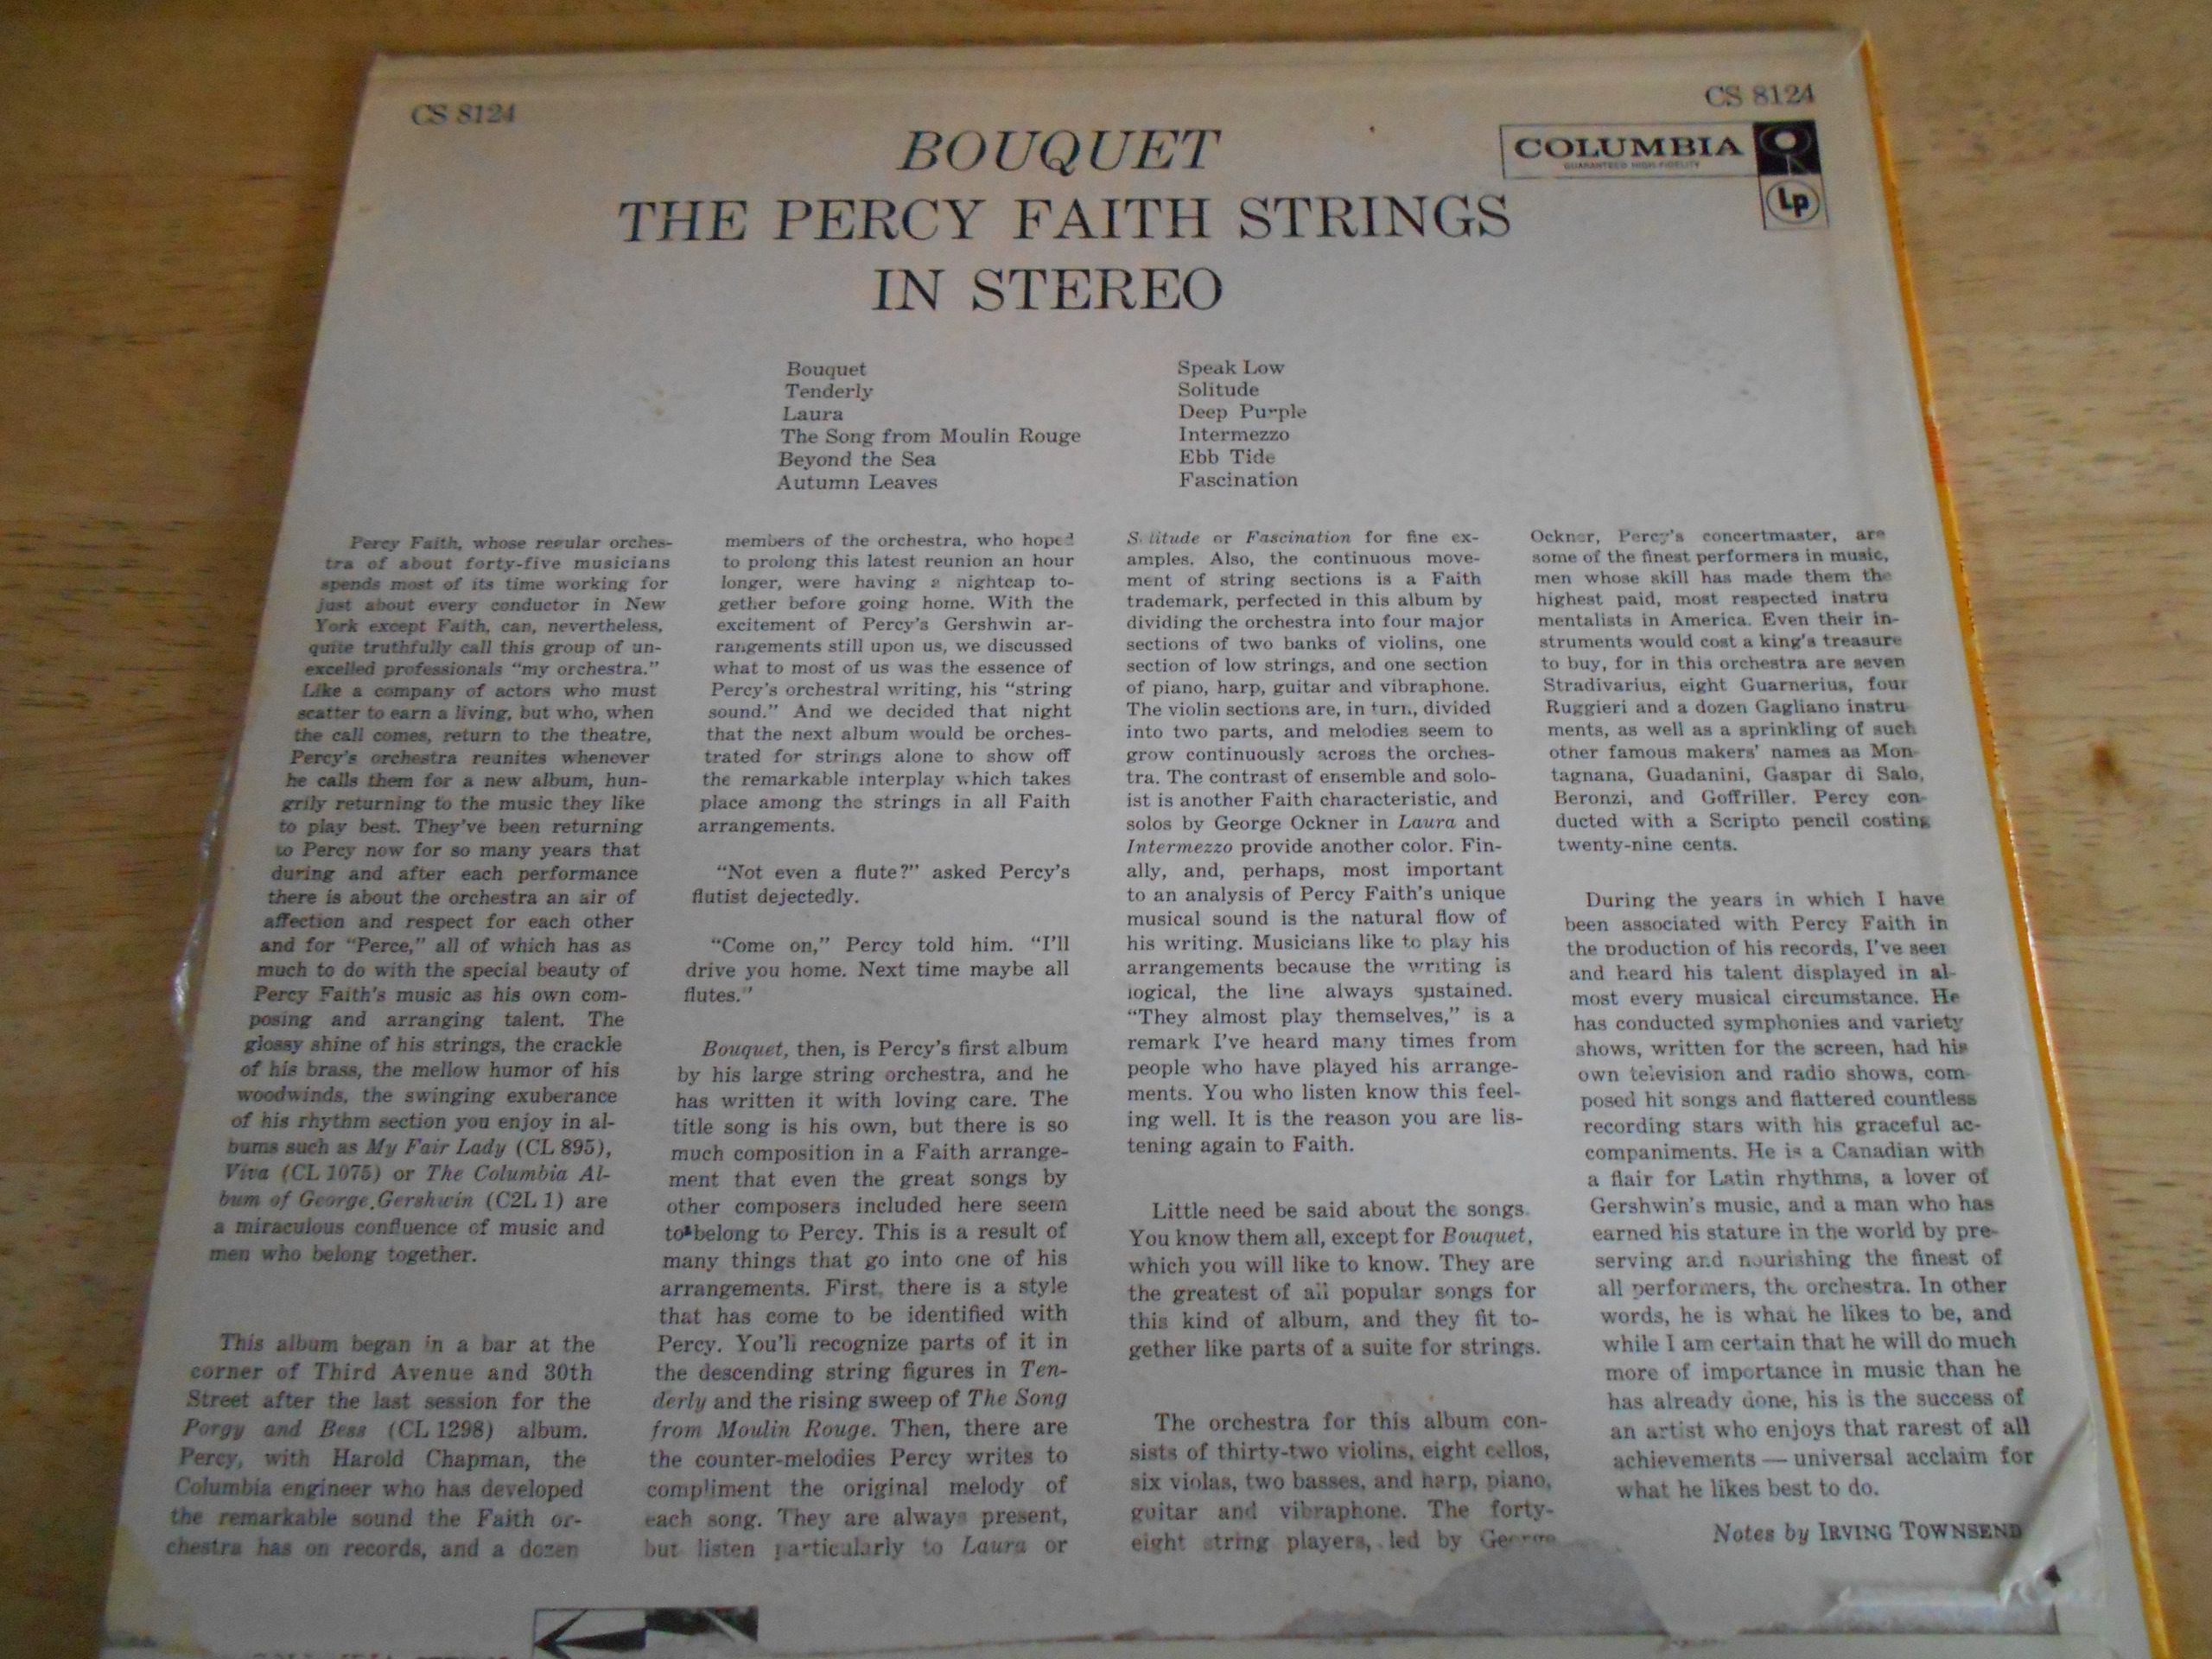 CS 8124
CS 8124
BOUQUET
COLUMBIA
GUARANTEED HIGH-FIDELITY
Lp
THE PERCY FAITH STRINGS
IN STEREO
Bouquet
Tenderly
Laura
The Song from Moulin Rouge
Beyond the Sea
Autumn Leaves
Speak Low
Solitude
Deep Purple
Intermezzo
Ebb Tide
Fascination
Percy Faith, whose regular orches-
tra of about forty-five musicians
spends most of its time working for
just about every conductor in New
York except Faith, can, nevertheless,
quite truthfully call this group of un-
excelled professionals “my orchestra.”
Like a company of actors who must
scatter to earn a living, but who, when
the call comes, return to the theatre,
Percy's orchestra reunites whenever
he calls them for a new album, hun-
grily returning to the music they like
to play best. They've been returning
to Percy now for so many years that
during and after each performance
there is about the orchestra an air of
affection and respect for each other
and for “Perce,” all of which has as
much to do with the special beauty of
Percy Faith's music as his own com-
posing and arranging talent. The
glossy shine of his strings, the crackle
of his brass, the mellow humor of his
woodwinds, the swinging exuberance
of his rhythm section you enjoy in al-
bums such as My Fair Lady (CL 895),
Viva (CL 1075) or The Columbia Al-
bum of George Gershwin (C2L 1) are
a miraculous confluence of music and
men who belong together.
This album began in a bar at the
corner of Third Avenue and 30th
Street after the last session for the
Porgy and Bess (CL 1298) album.
Percy, with Harold Chapman, the
Columbia engineer who has developed
the remarkable sound the Faith or-
chestra has on records, and a dozen
members of the orchestra, who hoped
to prolong this latest reunion an hour
longer, were having a nightcap to-
gether before going home. With the
excitement of Percy's Gershwin ar-
rangements still upon us, we discussed
what to most of us was the essence of
Percy's orchestral writing, his “string
sound.” And we decided that night
that the next album would be orches-
trated for strings alone to show off
the remarkable interplay which takes
place among the strings in all Faith
arrangements.
“Not even a flute?” asked Percy's
flutist dejectedly.
“Come on,” Percy told him. “I'll
drive you home. Next time maybe all
flutes.”
Bouquet, then, is Percy's first album
by his large string orchestra, and he
has written it with loving care. The
title song is his own, but there is so
much composition in a Faith arrange-
ment that even the great songs by
other composers included here seem
to belong to Percy. This is a result of
many things that go into one of his
arrangements. First, there is a style
that has come to be identified with
Percy. You'll recognize parts of it in
the descending string figures in Ten-
derly and the rising sweep of The Song
from Moulin Rouge. Then, there are
the counter-melodies Percy writes to
compliment the original melody of
each song. They are always present,
but listen particularly to Laura or
Solitude or Fascination for fine ex-
amples. Also, the continuous move-
ment of string sections is a Faith
trademark, perfected in this album by
dividing the orchestra into four major
sections of two banks of violins, one
section of low strings, and one section
of piano, harp, guitar and vibraphone.
The violin sections are, in turn, divided
into two parts, and melodies seem to
grow continuously across the orches-
tra. The contrast of ensemble and solo-
ist is another Faith characteristic, and
solos by George Ockner in Laura and
Intermezzo provide another color. Fin-
ally, and, perhaps, most important
to an analysis of Percy Faith's unique
musical sound is the natural flow of
his writing. Musicians like to play his
arrangements because the writing is
logical, the line always sustained.
“They almost play themselves,” is a
remark I've heard many times from
people who have played his arrange-
ments. You who listen know this feel-
ing well. It is the reason you are lis-
tening again to Faith.
Little need be said about the songs.
You know them all, except for Bouquet,
which you will like to know. They are
the greatest of all popular songs for
this kind of album, and they fit to-
gether like parts of a suite for strings.
The orchestra for this album con-
sists of thirty-two violins, eight cellos,
six violas, two basses, and harp, piano,
guitar and vibraphone. The forty-
eight string players, led by George
Ockner, Percy's concertmaster, are
some of the finest performers in music,
men whose skill has made them the
highest paid, most respected instru
mentalists in America. Even their in-
struments would cost a king's treasure
to buy, for in this orchestra are seven
Stradivarius, eight Guarnerius, four
Ruggieri and a dozen Gagliano instru
ments, as well as a sprinkling of such
other famous makers' names as Mon-
tagnana, Guadanini, Gaspar di Salo,
Beronzi, and Goffriller. Percy con-
ducted with a Scripto pencil costing
twenty-nine cents.
During the years in which I have
been associated with Percy Faith in
the production of his records, I've seen
and heard his talent displayed in al-
most every musical circumstance. He
has conducted symphonies and variety
shows, written for the screen, had his
own television and radio shows, com-
posed hit songs and flattered countless
recording stars with his graceful ac-
companiments. He is a Canadian with
a flair for Latin rhythms, a lover of
Gershwin's music, and a man who has
earned his stature in the world by pre-
serving and nourishing the finest of
all performers, the orchestra. In other
words, he is what he likes to be, and
while I am certain that he will do much
more of importance in music than he
has already done, his is the success of
an artist who enjoys that rarest of all
achievements — universal acclaim for
what he likes best to do.
Notes by IRVING TOWNSEND